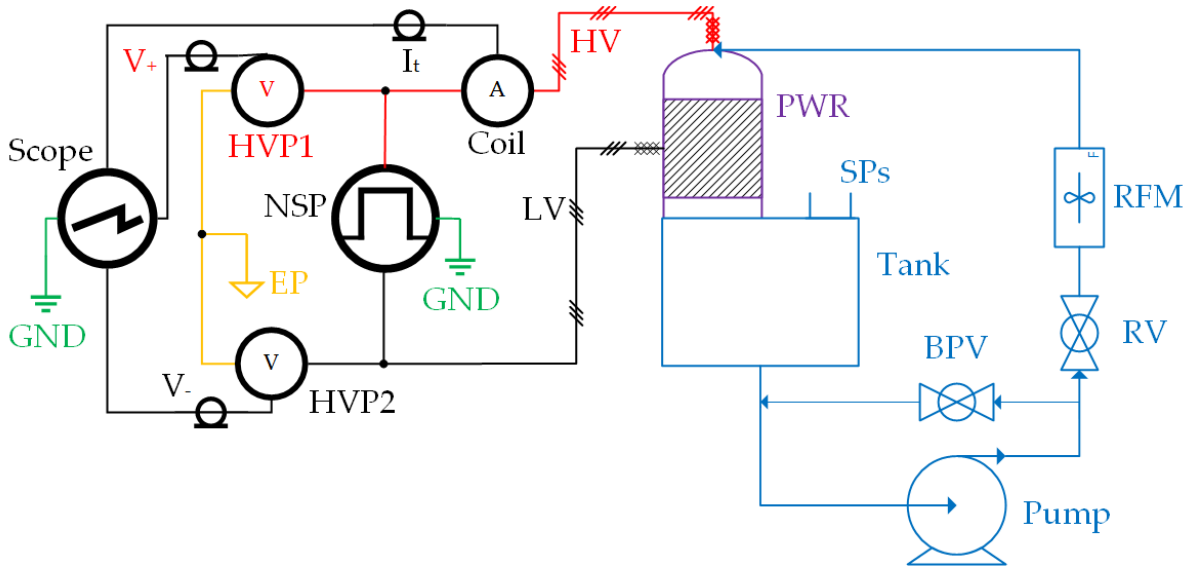 V₊
Iₜ
HV
V
A
PWR
HVP1
Coil
Scope
SPs
F
RFM
NSP
LV
Tank
EP
GND
GND
RV
BPV
V
V₋
HVP2
Pump